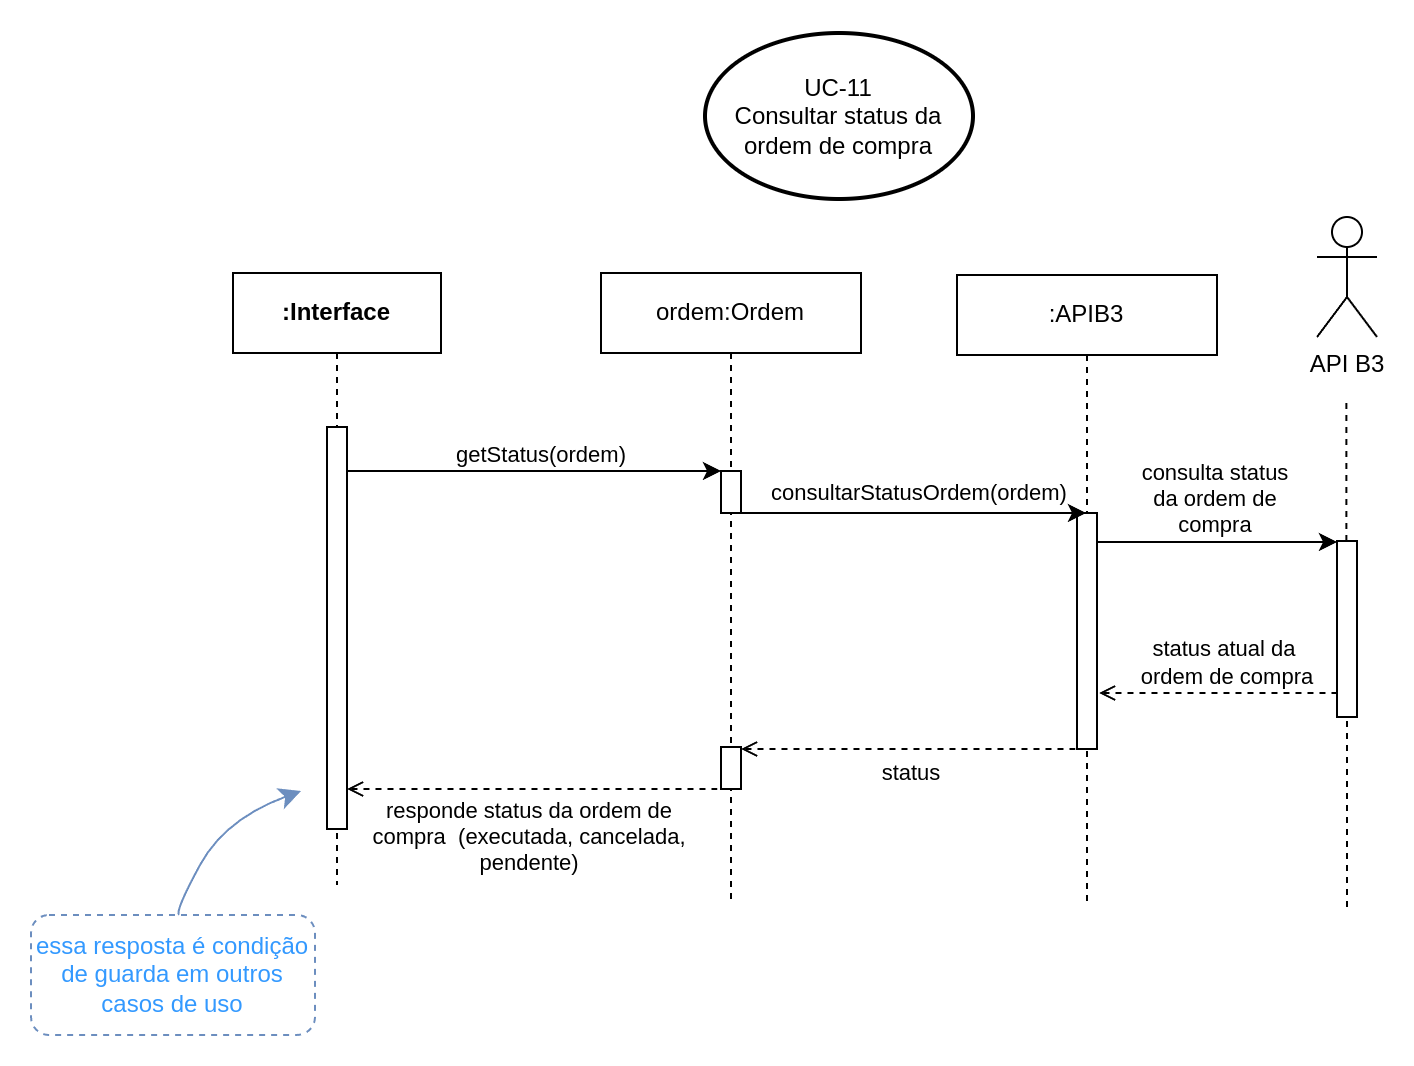 UC-11
Consultar status da
ordem de compra
:Interface
ordem:Ordem
:APIB3
API B3
getStatus(ordem)
consultarStatusOrdem(ordem)
consulta status
da ordem de
compra
status atual da
ordem de compra
status
responde status da ordem de
compra  (executada, cancelada,
pendente)
essa resposta é condição
de guarda em outros
casos de uso